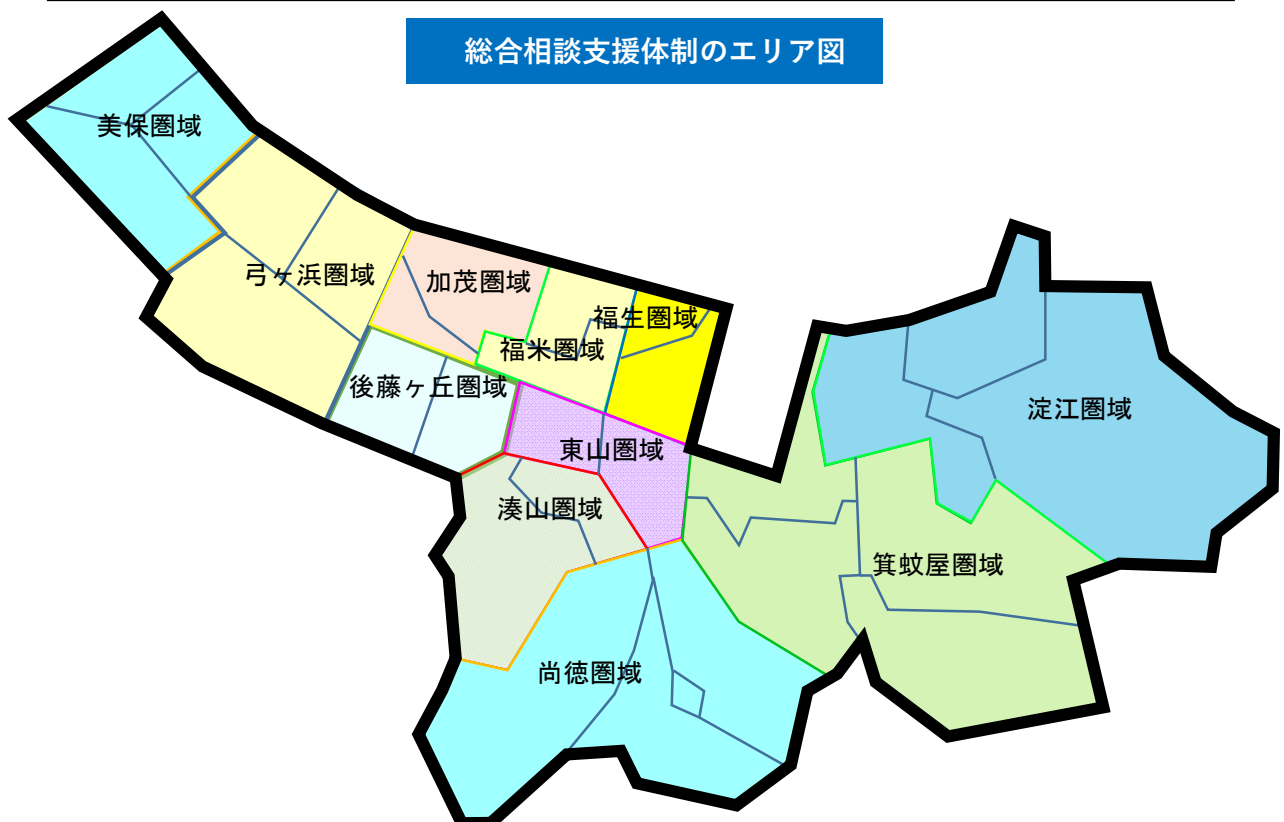 総合相談支援体制のエリア図
美保圏域
弓ヶ浜圏域
加茂圏域
福生圏域
福米圏域
後藤ヶ丘圏域
東山圏域
淀江圏域
湊山圏域
箕蚊屋圏域
尚徳圏域